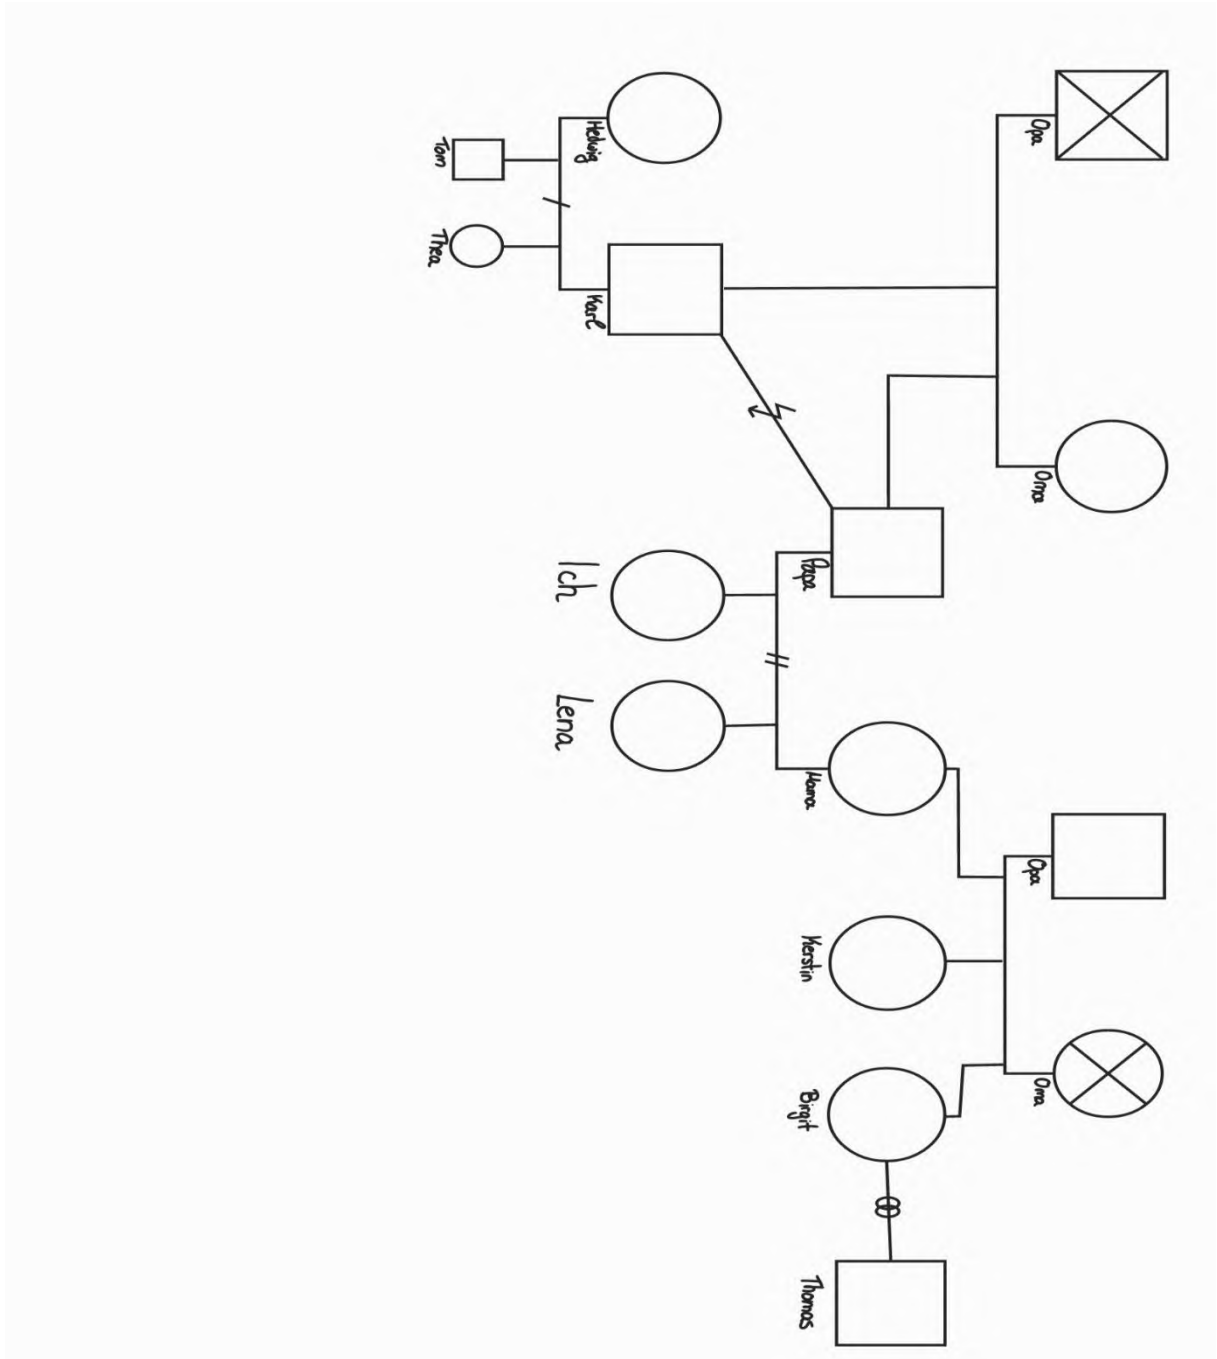 Opa
Oma
Opa
Oma
Hedwig
Karl
Papa
Mama
Kerstin
Birgit
Thomas
Tom
Thea
Ich
Lena